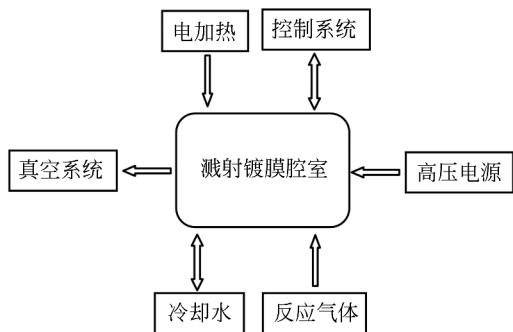 电加热
控制系统
真空系统
溅射镀膜腔室
高压电源
冷却水
反应气体